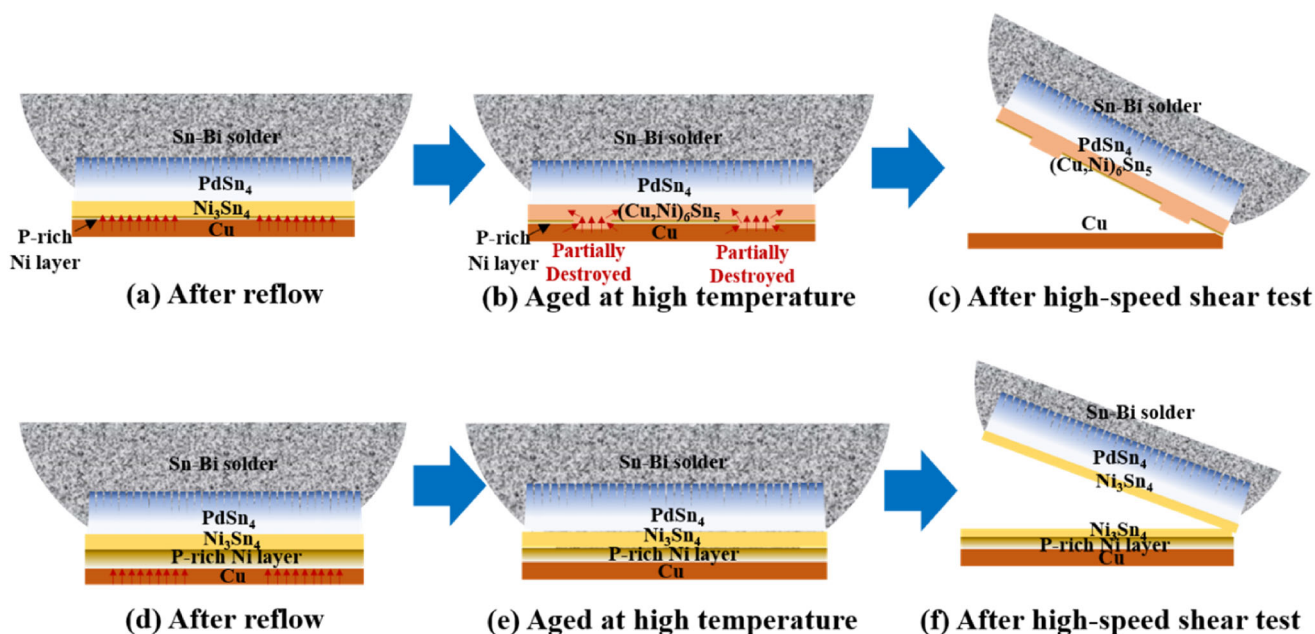 Sn-Bi solder
PdSn₄
Ni₃Sn₄
Cu
P-rich
Ni layer
(a) After reflow
Sn-Bi solder
PdSn₄
(Cu,Ni)₆Sn₅
Cu
P-rich
Ni layer
Partially
Destroyed
Partially
Destroyed
(b) Aged at high temperature
Sn-Bi solder
PdSn₄
(Cu,Ni)₆Sn₅
Cu
(c) After high-speed shear test
Sn-Bi solder
PdSn₄
Ni₃Sn₄
P-rich Ni layer
Cu
(d) After reflow
Sn-Bi solder
PdSn₄
Ni₃Sn₄
P-rich Ni layer
Cu
(e) Aged at high temperature
Sn-Bi solder
PdSn₄
Ni₃Sn₄
Ni₃Sn₄
P-rich Ni layer
Cu
(f) After high-speed shear test